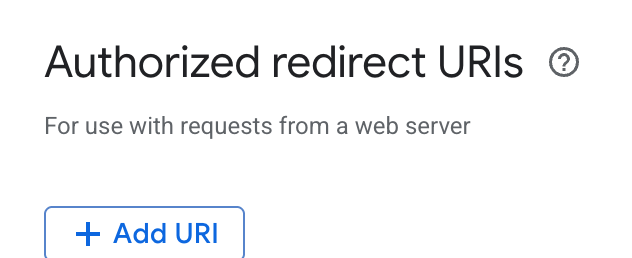 Authorized redirect URIs
For use with requests from a web server
+ Add URI